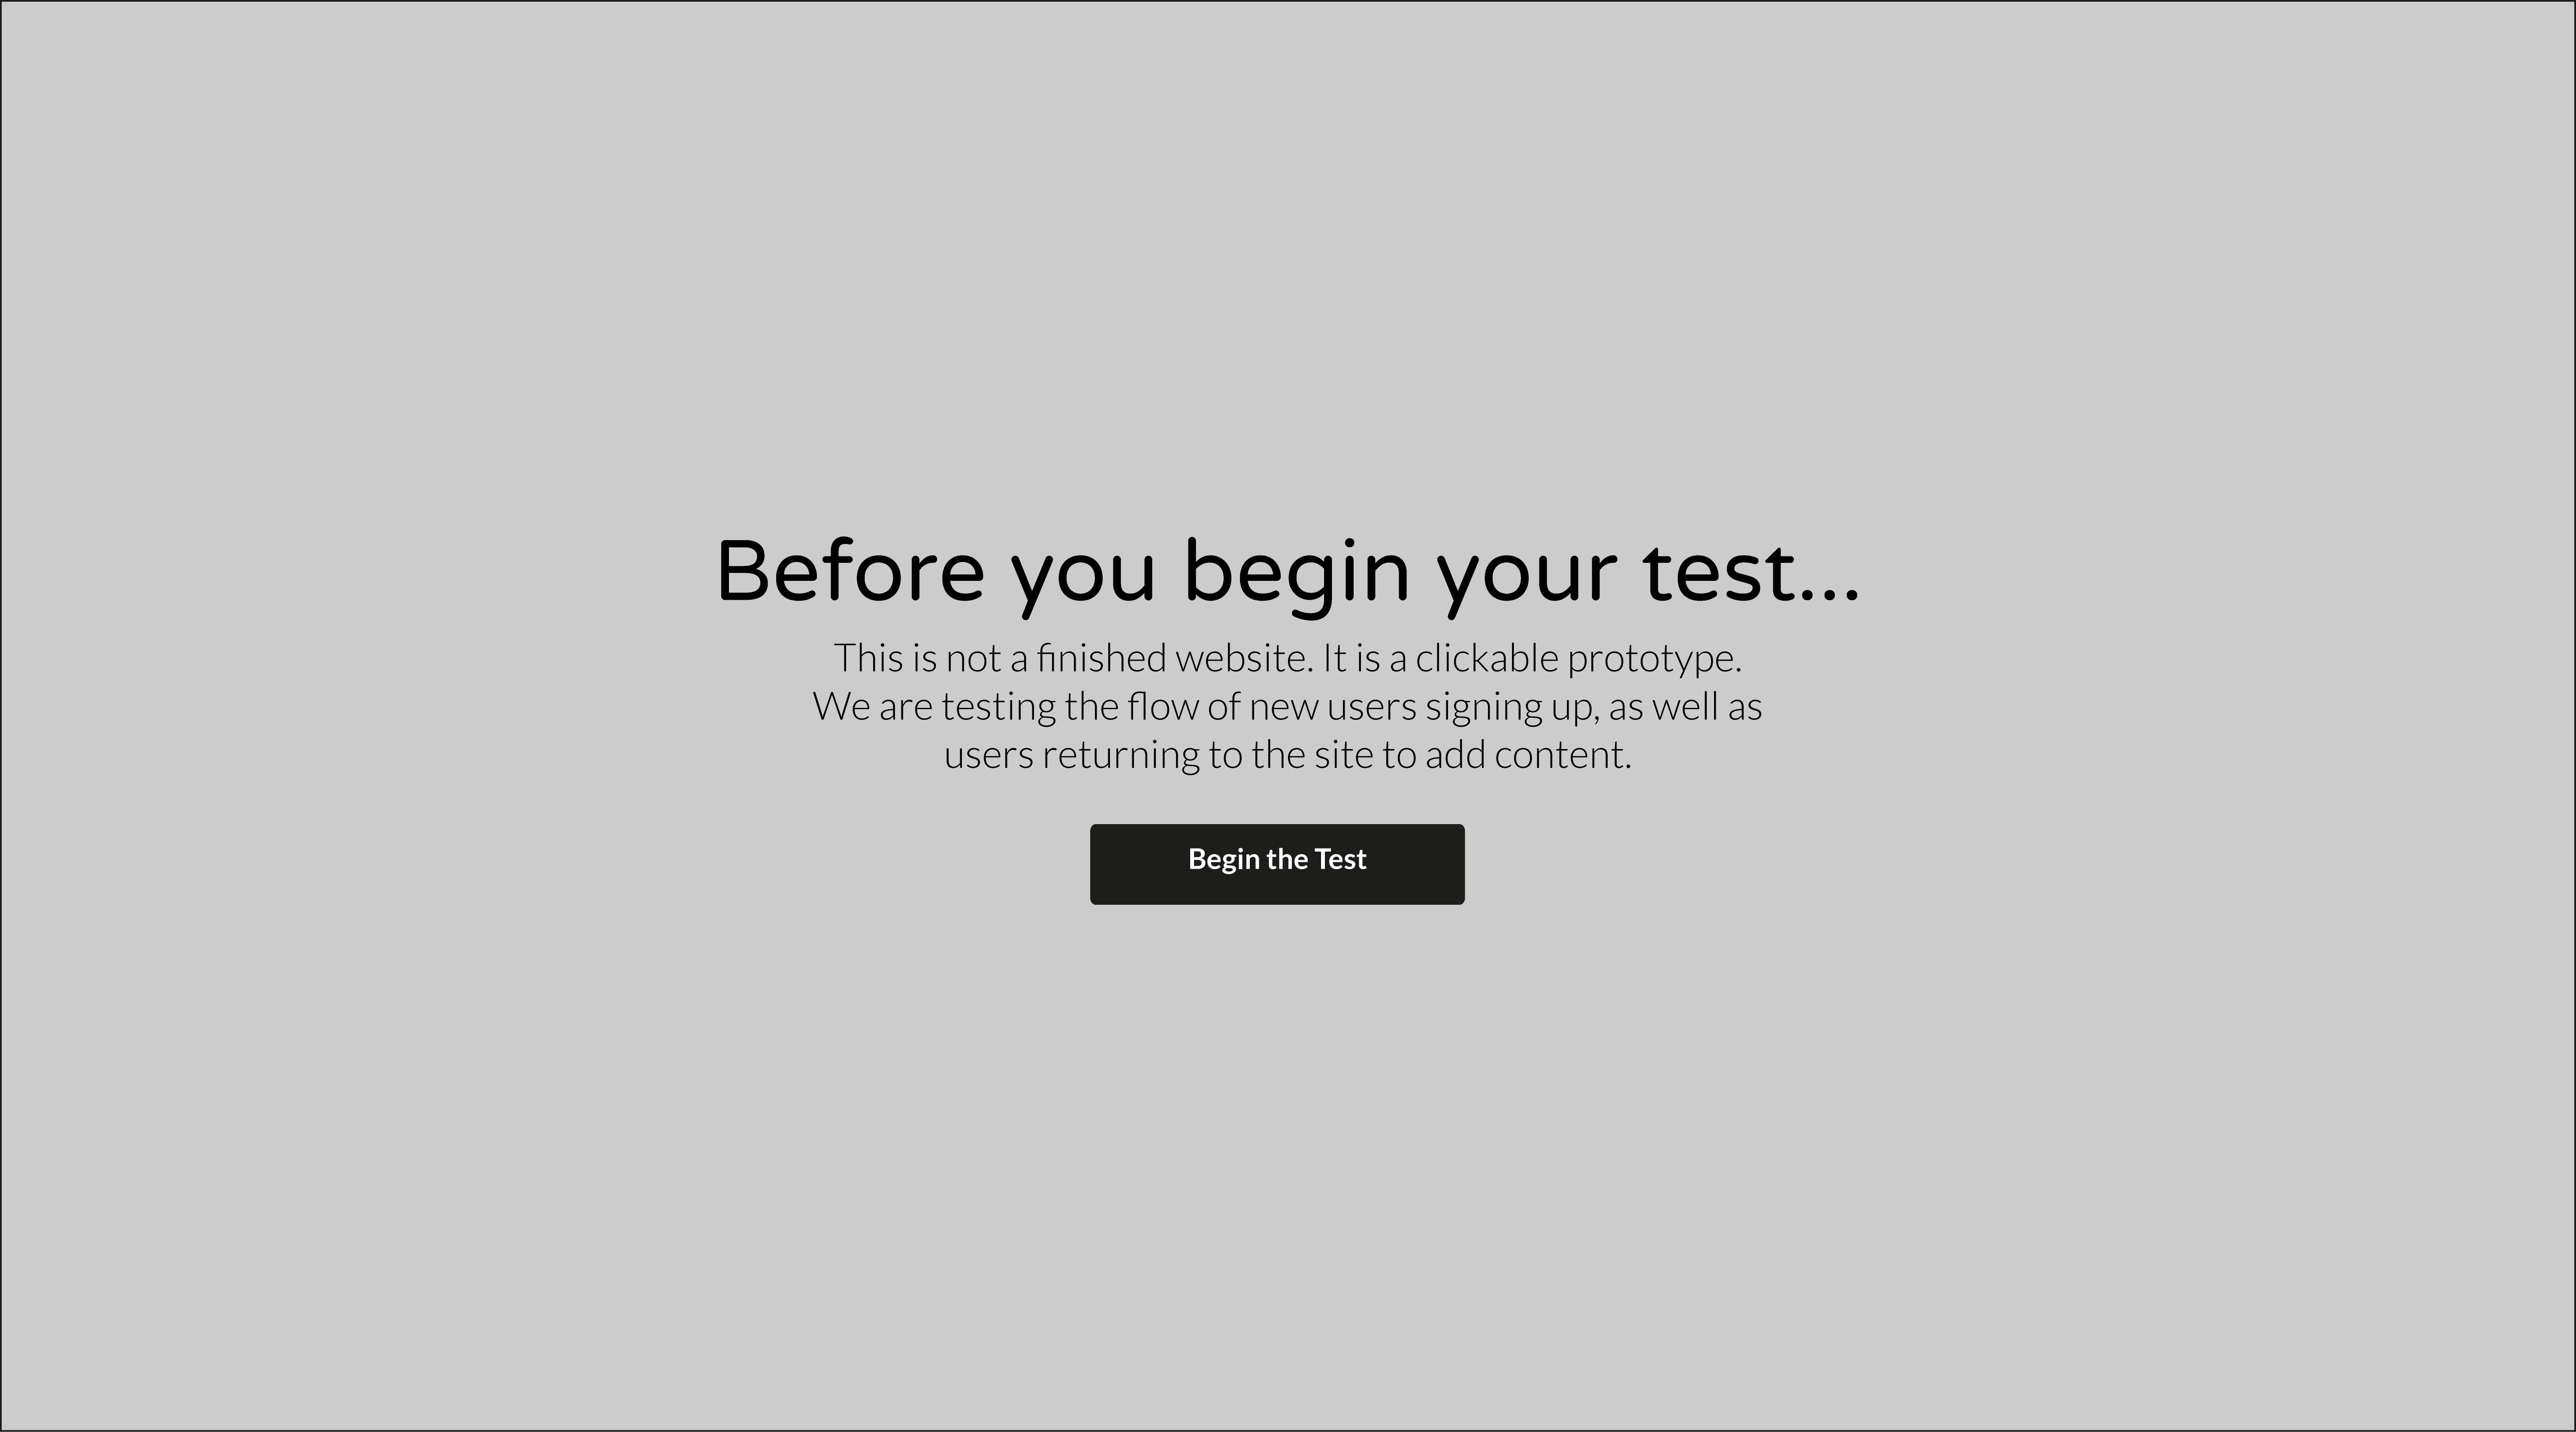 Before you begin your test...
This is not a finished website. It is a clickable prototype.
We are testing the flow of new users signing up, as well as
users returning to the site to add content.
Begin the Test